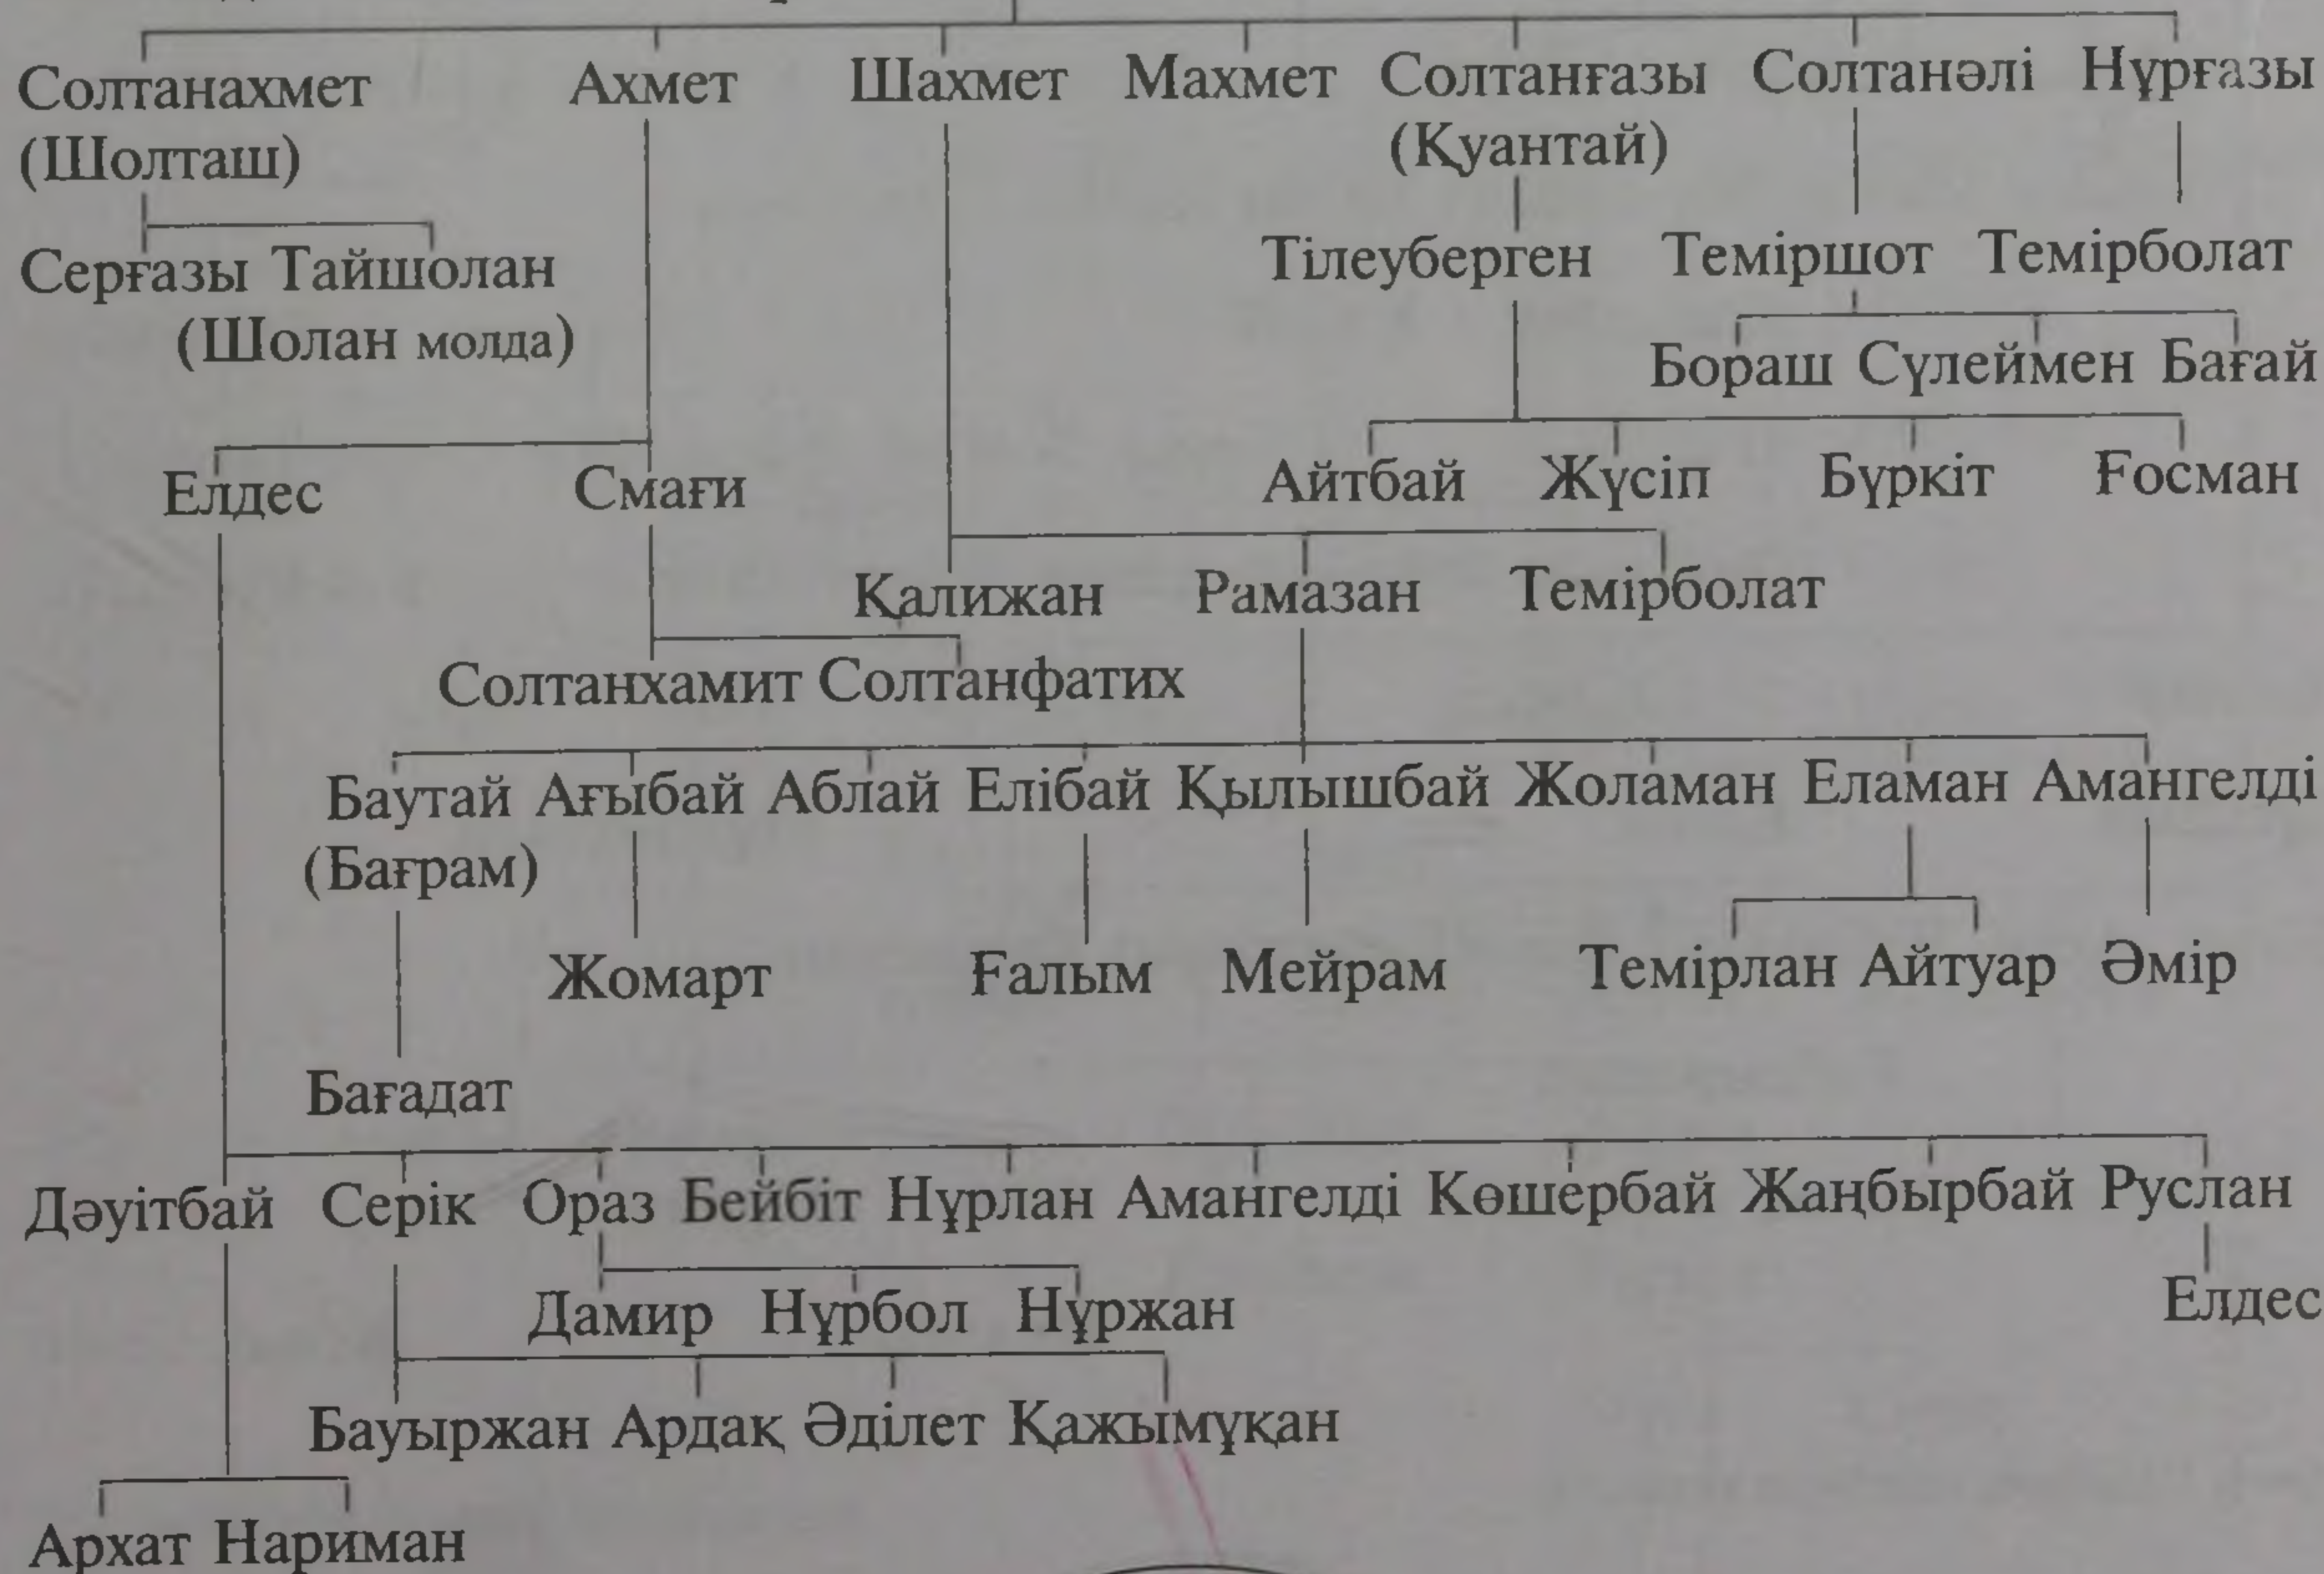 Солтанахмет Ахмет Шахмет Махмет Солтанғазы Солтанәлі Нұрғазы
(Шолташ) (Қуантай)
Серғазы Тайшолан Тілеуберген Теміршот Темірболат
(Шолан молда)
Бораш Сүлеймен Бағай
Елдес Смағи Айтбай Жүсіп Бүркіт Ғосман
Қалижан Рамазан Темірболат
Солтанхамит Солтанфатих
Баутай Ағыбай Аблай Елібай Қылышбай Жоламан Еламан Амангелді
(Бағрам)
Жомарт Ғалым Мейрам Темірлан Айтуар Әмір
Бағадат
Дәуітбай Серік Ораз Бейбіт Нұрлан Амангелді Көшербай Жаңбырбай Руслан
Дамир Нұрбол Нұржан Елдес
Бауыржан Ардақ Әділет Қажымұқан
Архат Нариман